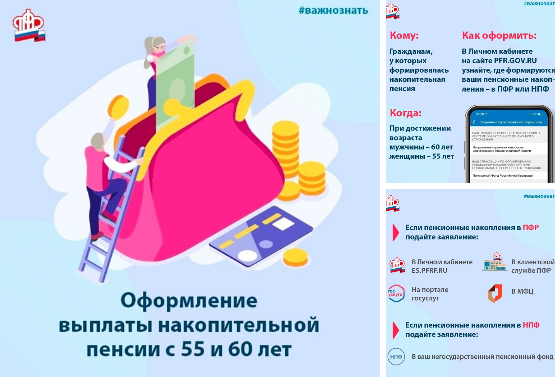 #важнознать
Оформление
выплаты накопительной
пенсии с 55 и 60 лет
#важнознат
Кому:
Гражданам,
у которых
формировалась
накопительная
пенсия
Когда:
При достижении
возраста
мужчины – 60 лет
женщины – 55 лет
Как оформить:
В Личном кабинете
на сайте PFR.GOV.RU
узнайте, где формируются
ваши пенсионные накоп-
ления – в ПФР или НПФ
#важнознат
Если пенсионные накопления в ПФР
подайте заявление:
В Личном кабинете
ES.PFRF.RU
В клиентской
службе ПФР
На портале
госуслуг
В МФЦ
Если пенсионные накопления в НПФ
подайте заявление:
НПФ
В ваш негосударственный пенсионный фонд